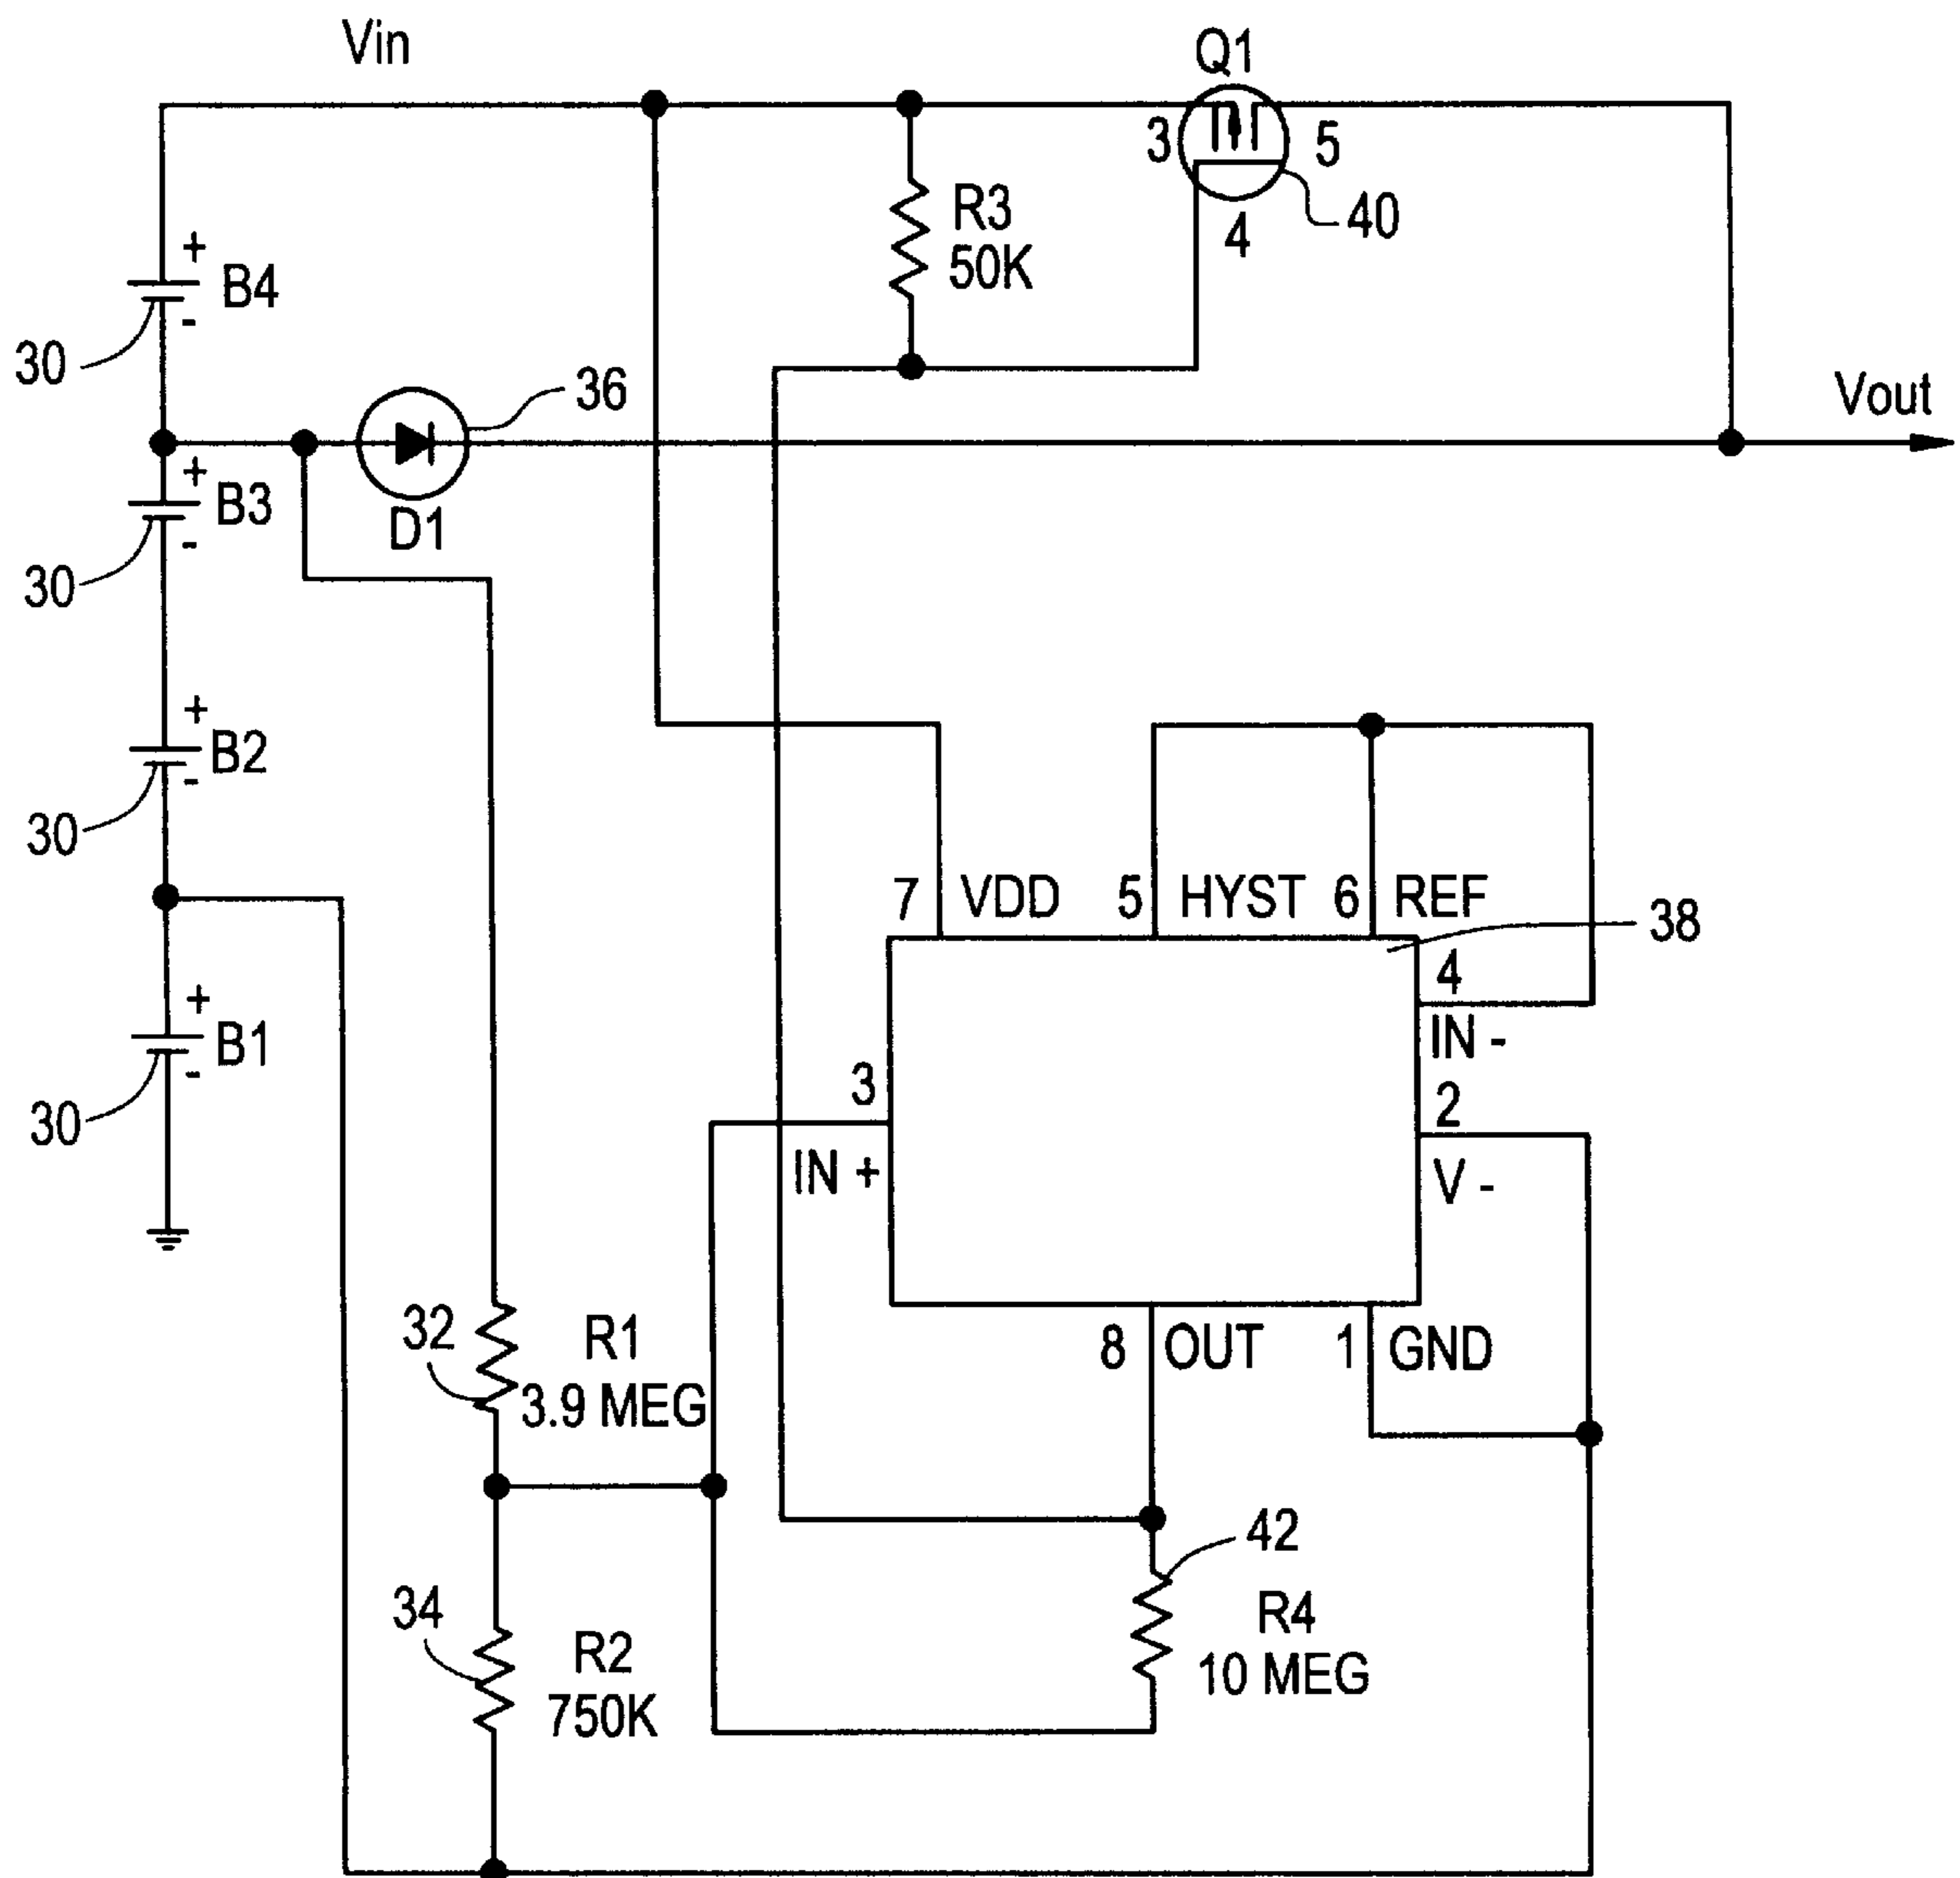 Vin
Q1
3
5
4
40
R3
50K
+
B4
-
30
36
Vout
+
B3
-
D1
30
+
B2
-
30
7 VDD
5 HYST
6 REF
38
4
IN -
+
B1
-
30
3
IN +
2
V -
8 OUT
1 GND
32
R1
3.9 MEG
42
34
R2
750K
R4
10 MEG